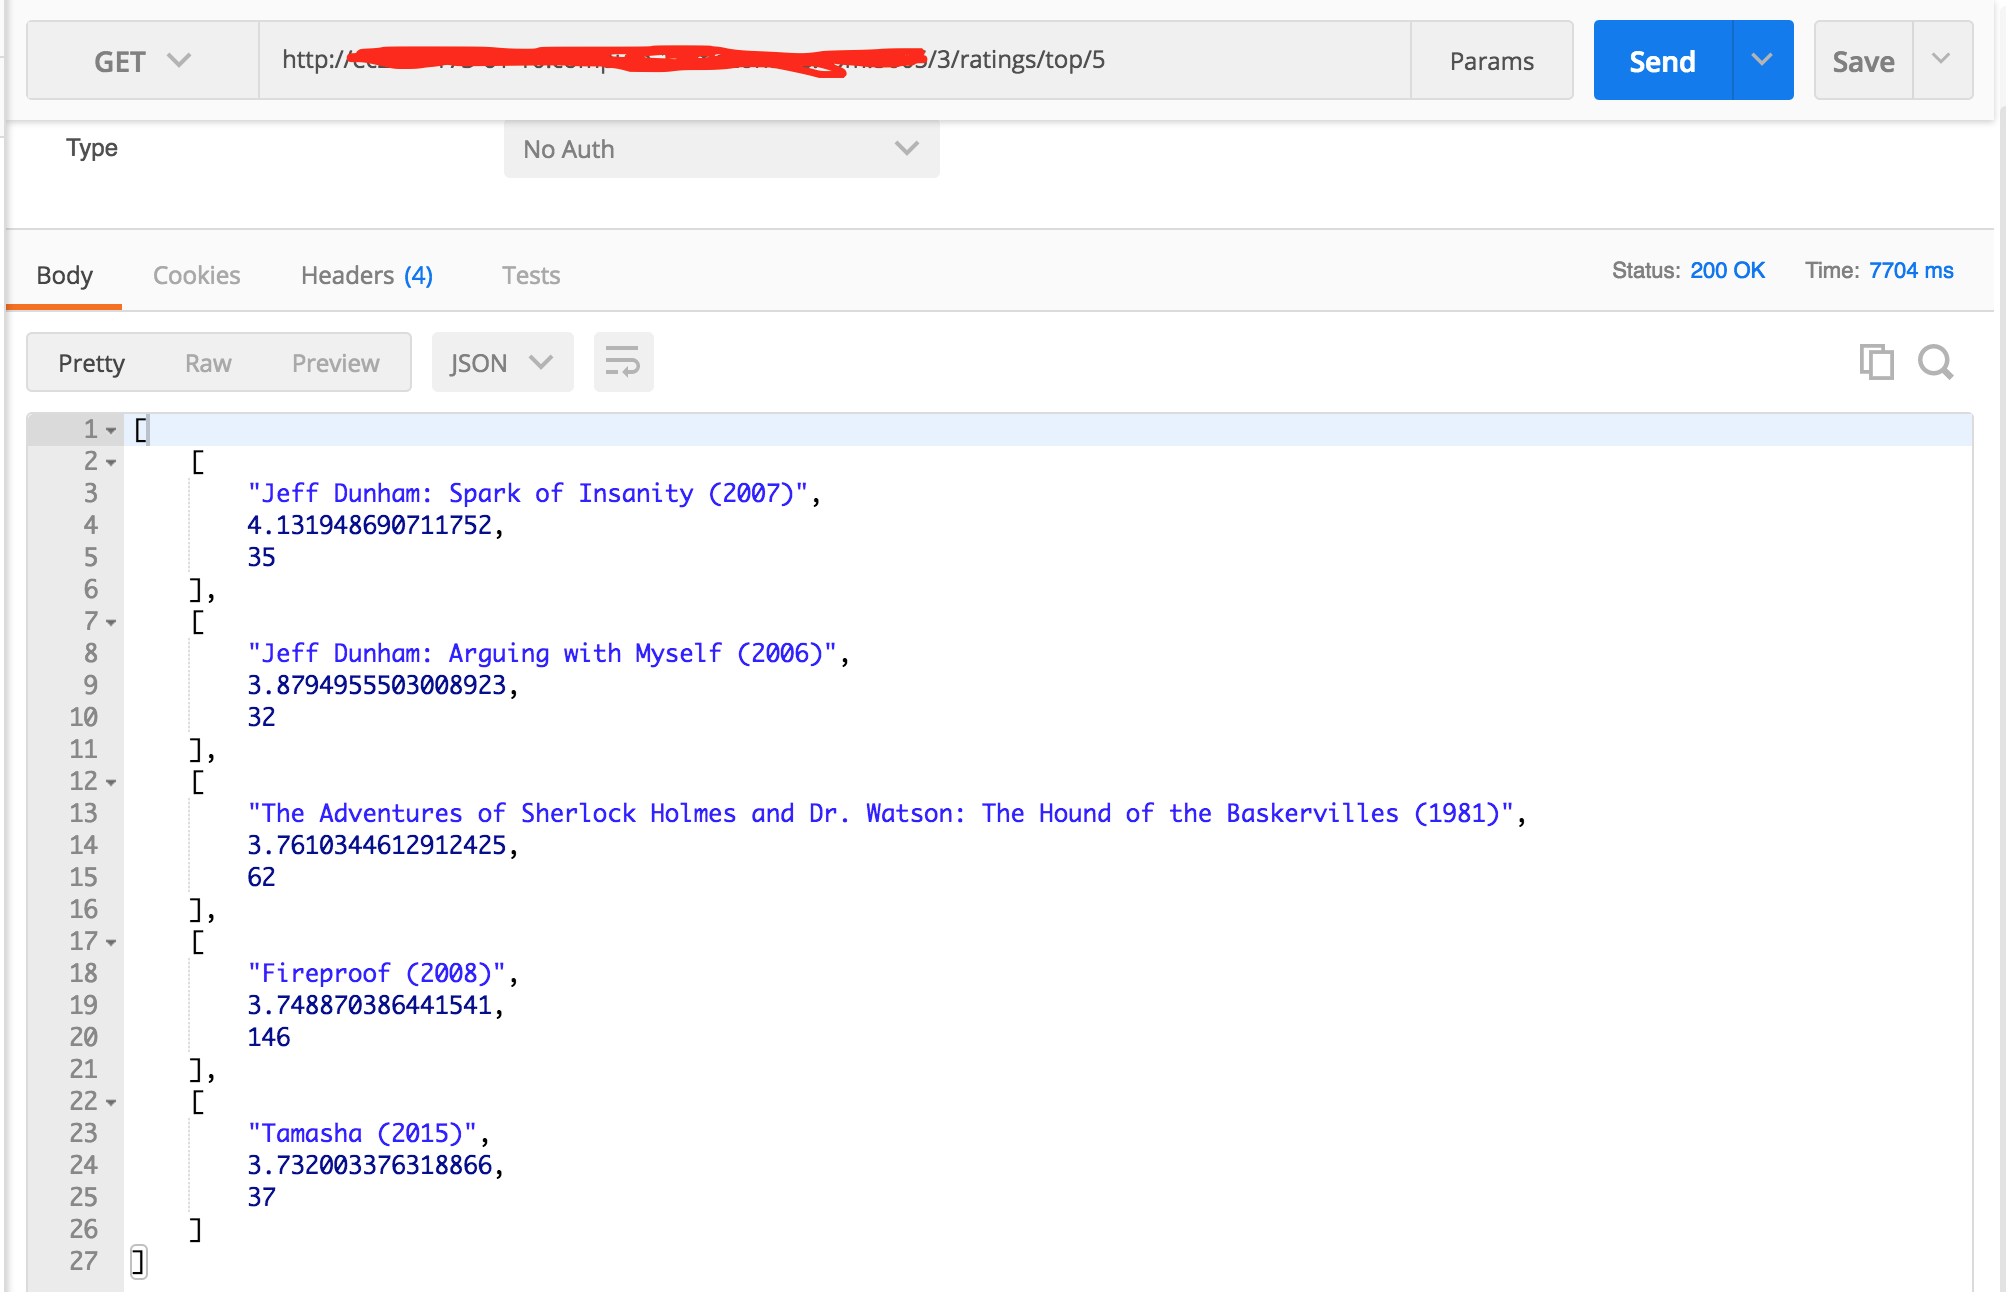 GET http:// /3/ratings/top/5 Params Send Save
Type No Auth
Body Cookies Headers (4) Tests Status: 200 OK Time: 7704 ms
Pretty Raw Preview JSON
1 [
2 [
3 "Jeff Dunham: Spark of Insanity (2007)",
4 4.131948690711752,
5 35
6 ],
7 [
8 "Jeff Dunham: Arguing with Myself (2006)",
9 3.8794955503008923,
10 32
11 ],
12 [
13 "The Adventures of Sherlock Holmes and Dr. Watson: The Hound of the Baskervilles (1981)",
14 3.7610344612912425,
15 62
16 ],
17 [
18 "Fireproof (2008)",
19 3.748870386441541,
20 146
21 ],
22 [
23 "Tamasha (2015)",
24 3.732003376318866,
25 37
26 ]
27 ]